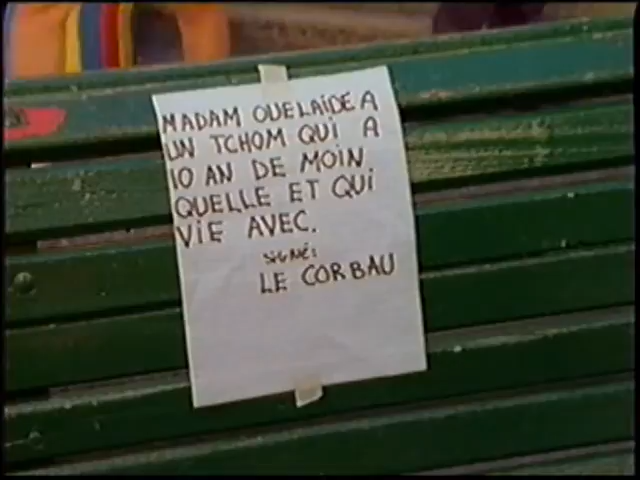 MADAM OUELAIDE A
UN TCHOM QUI A
10 AN DE MOIN
QUELLE ET QUI
VIE AVEC.
SIGNÉ:
LE CORBAU